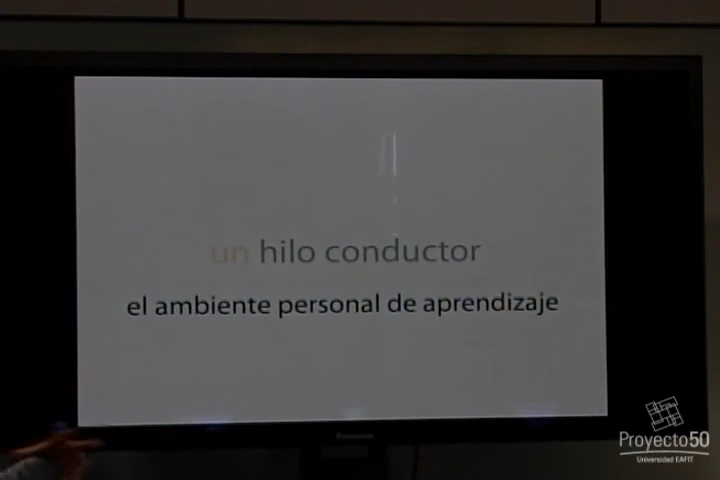 un hilo conductor
el ambiente personal de aprendizaje
Proyecto50
Universidad EAFIT